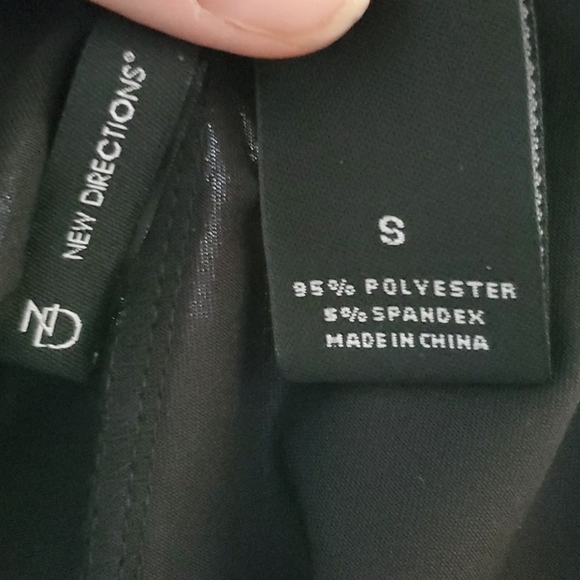 NEW DIRECTIONS®
ND
S
95% POLYESTER
5% SPANDEX
MADE IN CHINA